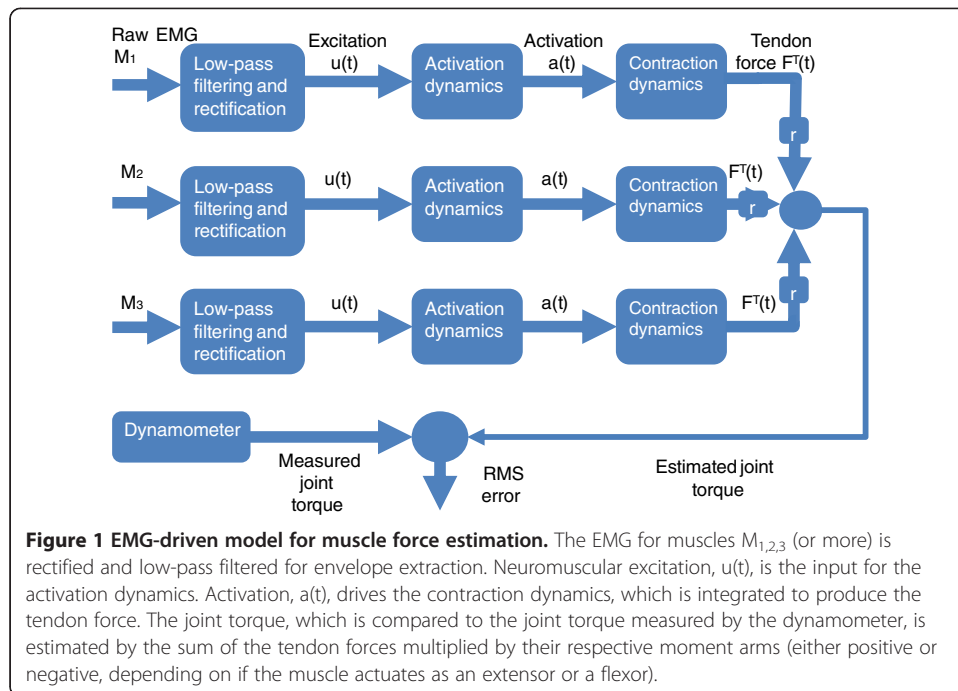 Raw EMG
M1
Low-pass
filtering and
rectification
Excitation
u(t)
Activation
dynamics
Activation
a(t)
Contraction
dynamics
Tendon
force Fᵀ(t)
r
M2
Low-pass
filtering and
rectification
u(t)
Activation
dynamics
a(t)
Contraction
dynamics
Fᵀ(t)
r
M3
Low-pass
filtering and
rectification
u(t)
Activation
dynamics
a(t)
Contraction
dynamics
Fᵀ(t)
r
Dynamometer
Measured
joint
torque
RMS
error
Estimated joint
torque
Figure 1 EMG-driven model for muscle force estimation. The EMG for muscles M1,2,3 (or more) is
rectified and low-pass filtered for envelope extraction. Neuromuscular excitation, u(t), is the input for the
activation dynamics. Activation, a(t), drives the contraction dynamics, which is integrated to produce the
tendon force. The joint torque, which is compared to the joint torque measured by the dynamometer, is
estimated by the sum of the tendon forces multiplied by their respective moment arms (either positive or
negative, depending on if the muscle actuates as an extensor or a flexor).